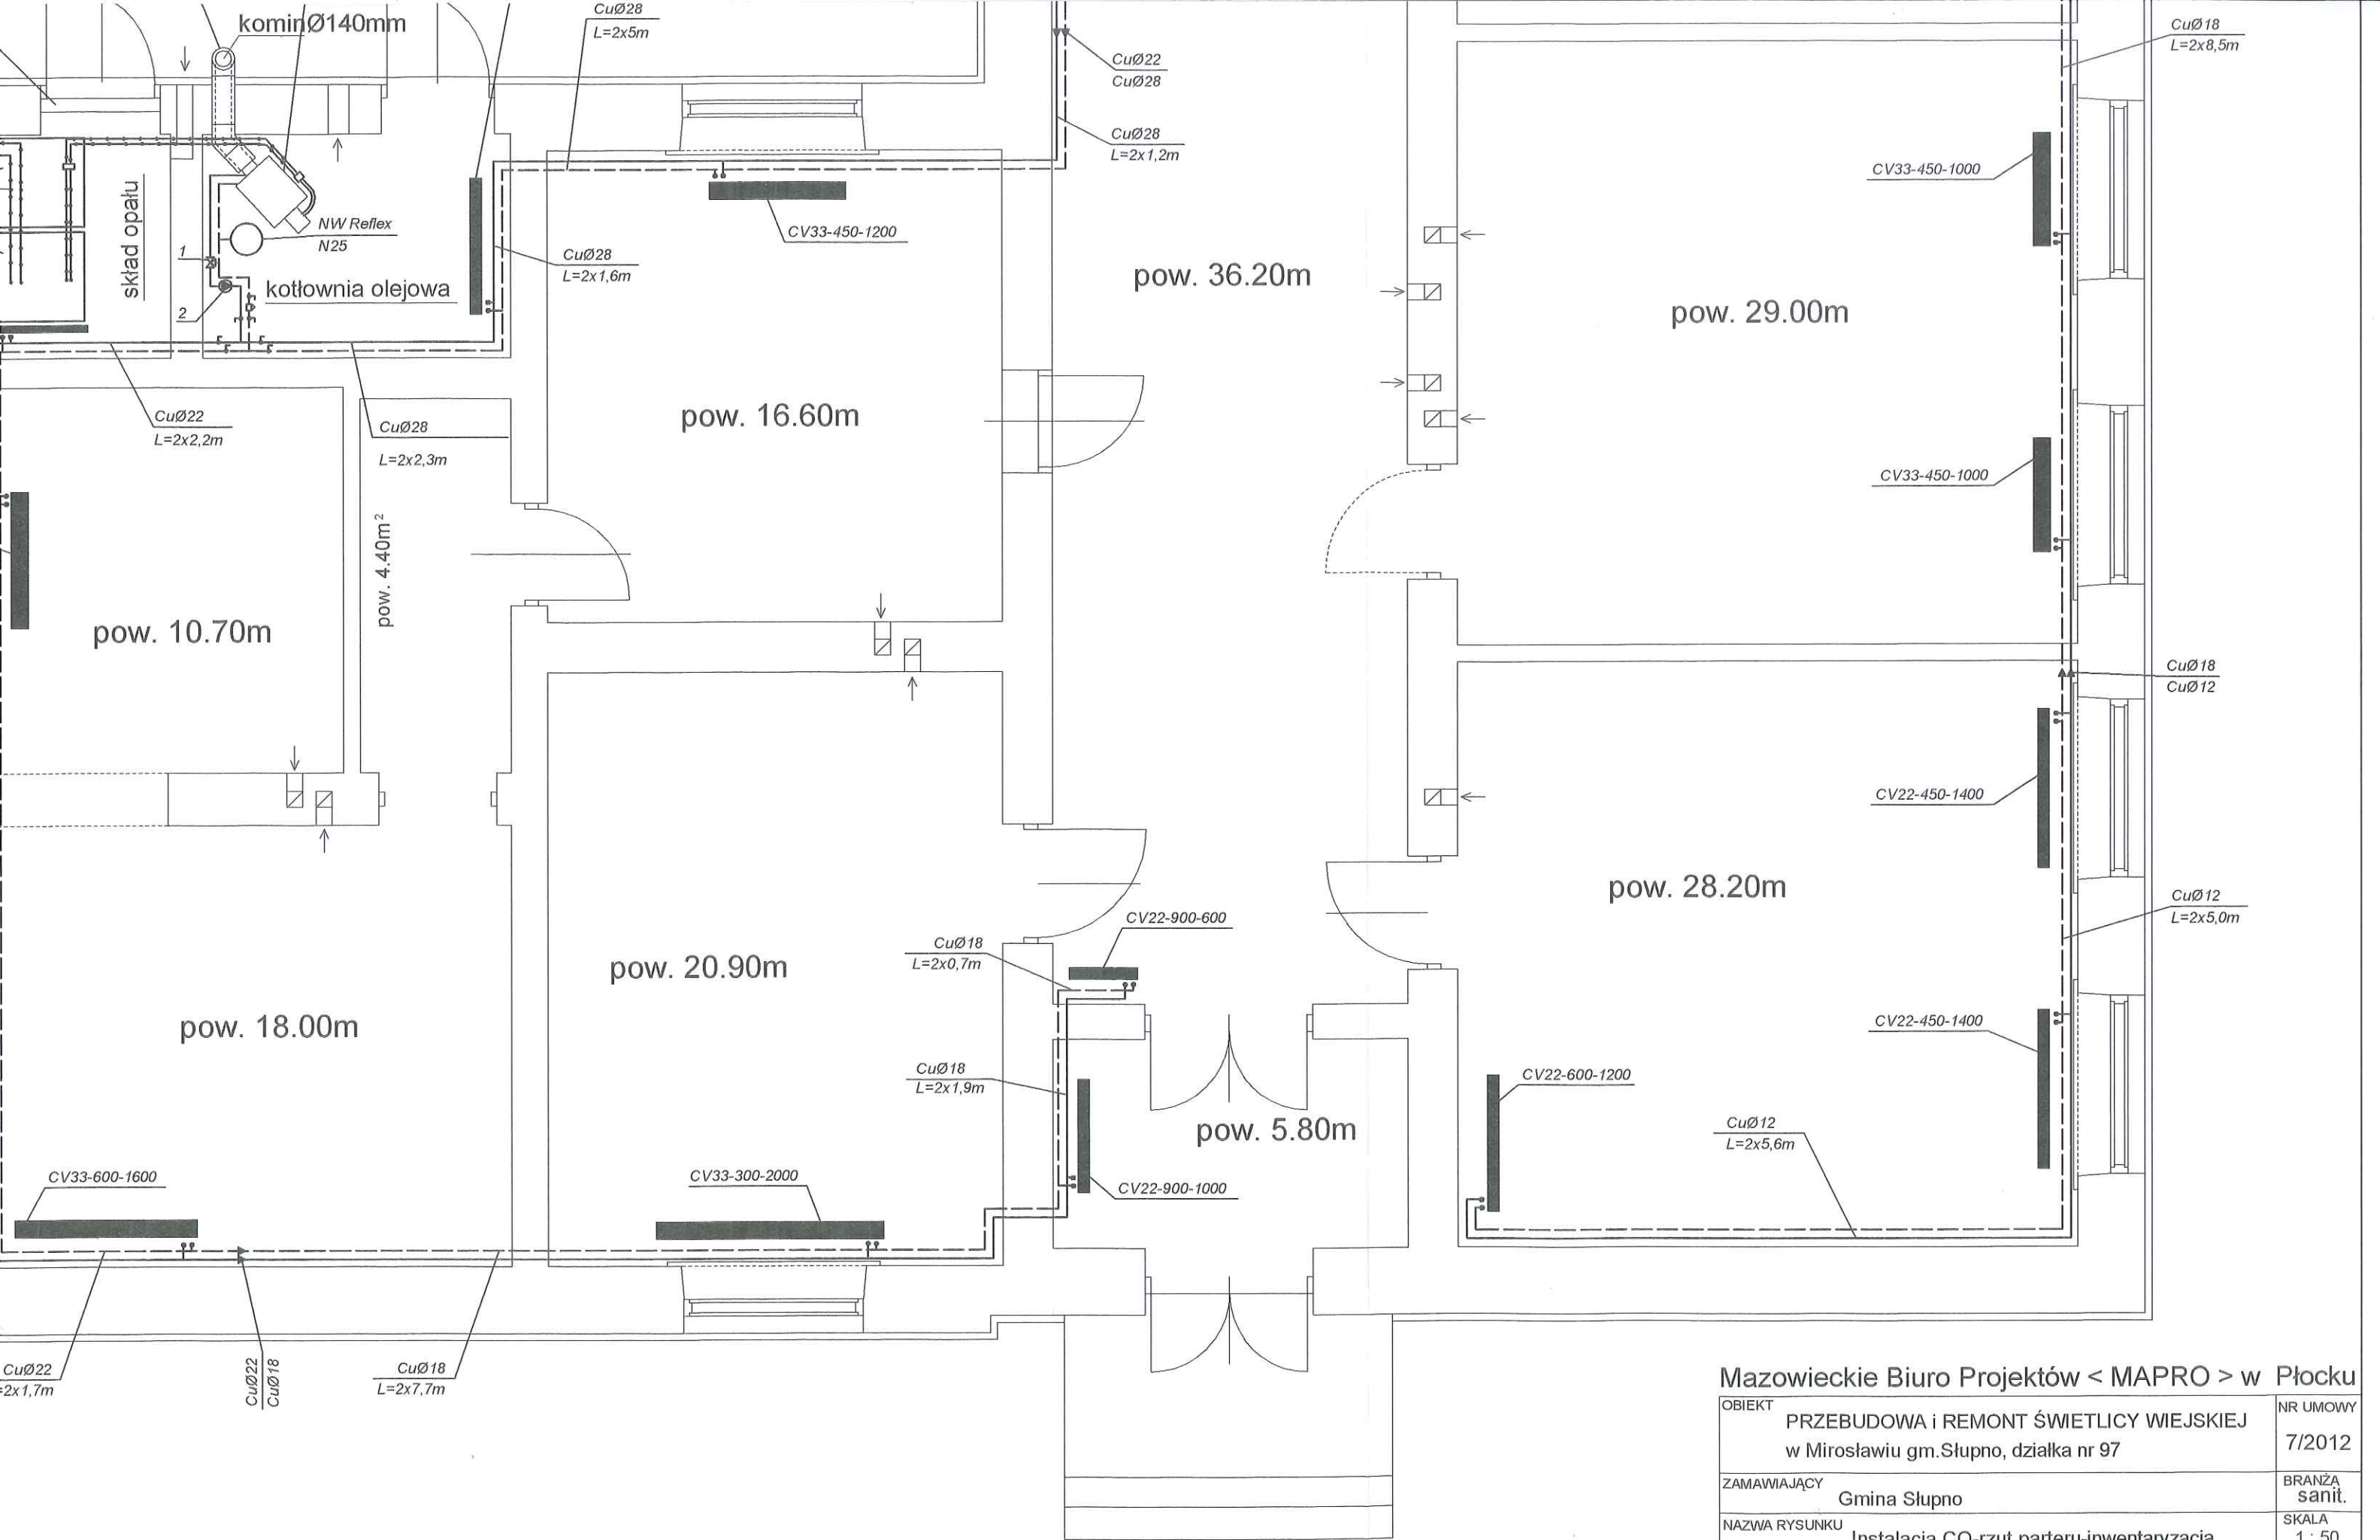 kominØ140mm
CuØ28
L=2x5m
CuØ22
CuØ28
CuØ28
L=2x1,2m
CuØ18
L=2x8,5m
CV33-450-1000
skład opału
NW Reflex
N25
1
2
kotłownia olejowa
CV33-450-1200
CuØ28
L=2x1,6m
pow. 36.20m
pow. 29.00m
CuØ22
L=2x2,2m
CuØ28
L=2x2,3m
pow. 16.60m
CV33-450-1000
pow. 4.40m²
pow. 10.70m
CuØ18
CuØ12
CV22-450-1400
pow. 28.20m
CuØ12
L=2x5,0m
CV22-900-600
CuØ18
L=2x0,7m
pow. 20.90m
pow. 18.00m
CV22-450-1400
CuØ18
L=2x1,9m
CV22-600-1200
pow. 5.80m
CuØ12
L=2x5,6m
CV33-600-1600
CV33-300-2000
CV22-900-1000
CuØ22
=2x1,7m
CuØ22
CuØ18
CuØ18
L=2x7,7m
Mazowieckie Biuro Projektów < MAPRO > w Płocku
OBIEKT
PRZEBUDOWA i REMONT ŚWIETLICY WIEJSKIEJ
w Mirosławiu gm.Słupno, działka nr 97
NR UMOWY
7/2012
ZAMAWIAJĄCY
Gmina Słupno
BRANŻA
sanit.
NAZWA RYSUNKU
Instalacja CO-rzut parteru-inwentaryzacja
SKALA
1 : 50